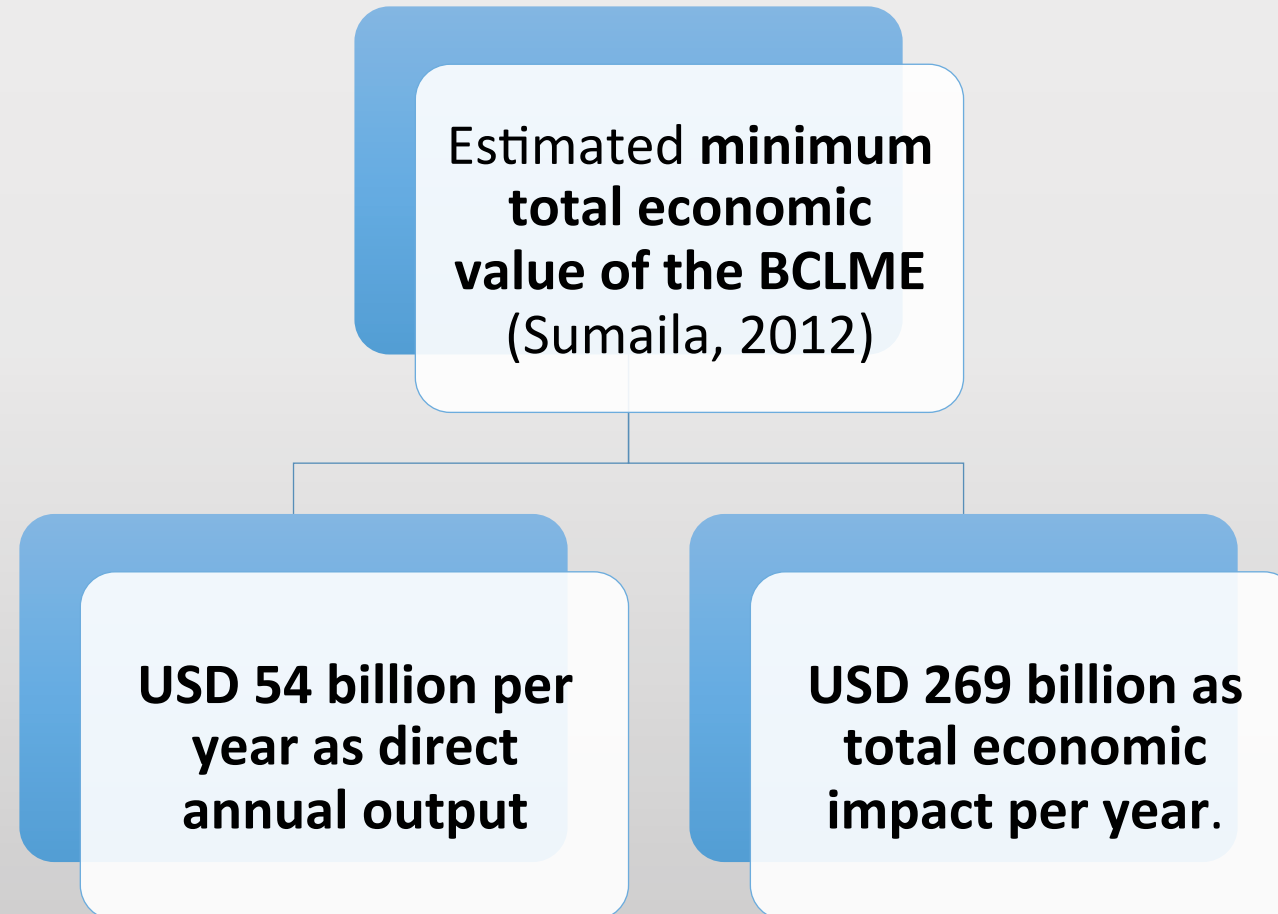 Estimated minimum
total economic
value of the BCLME
(Sumaila, 2012)
USD 54 billion per
year as direct
annual output
USD 269 billion as
total economic
impact per year.